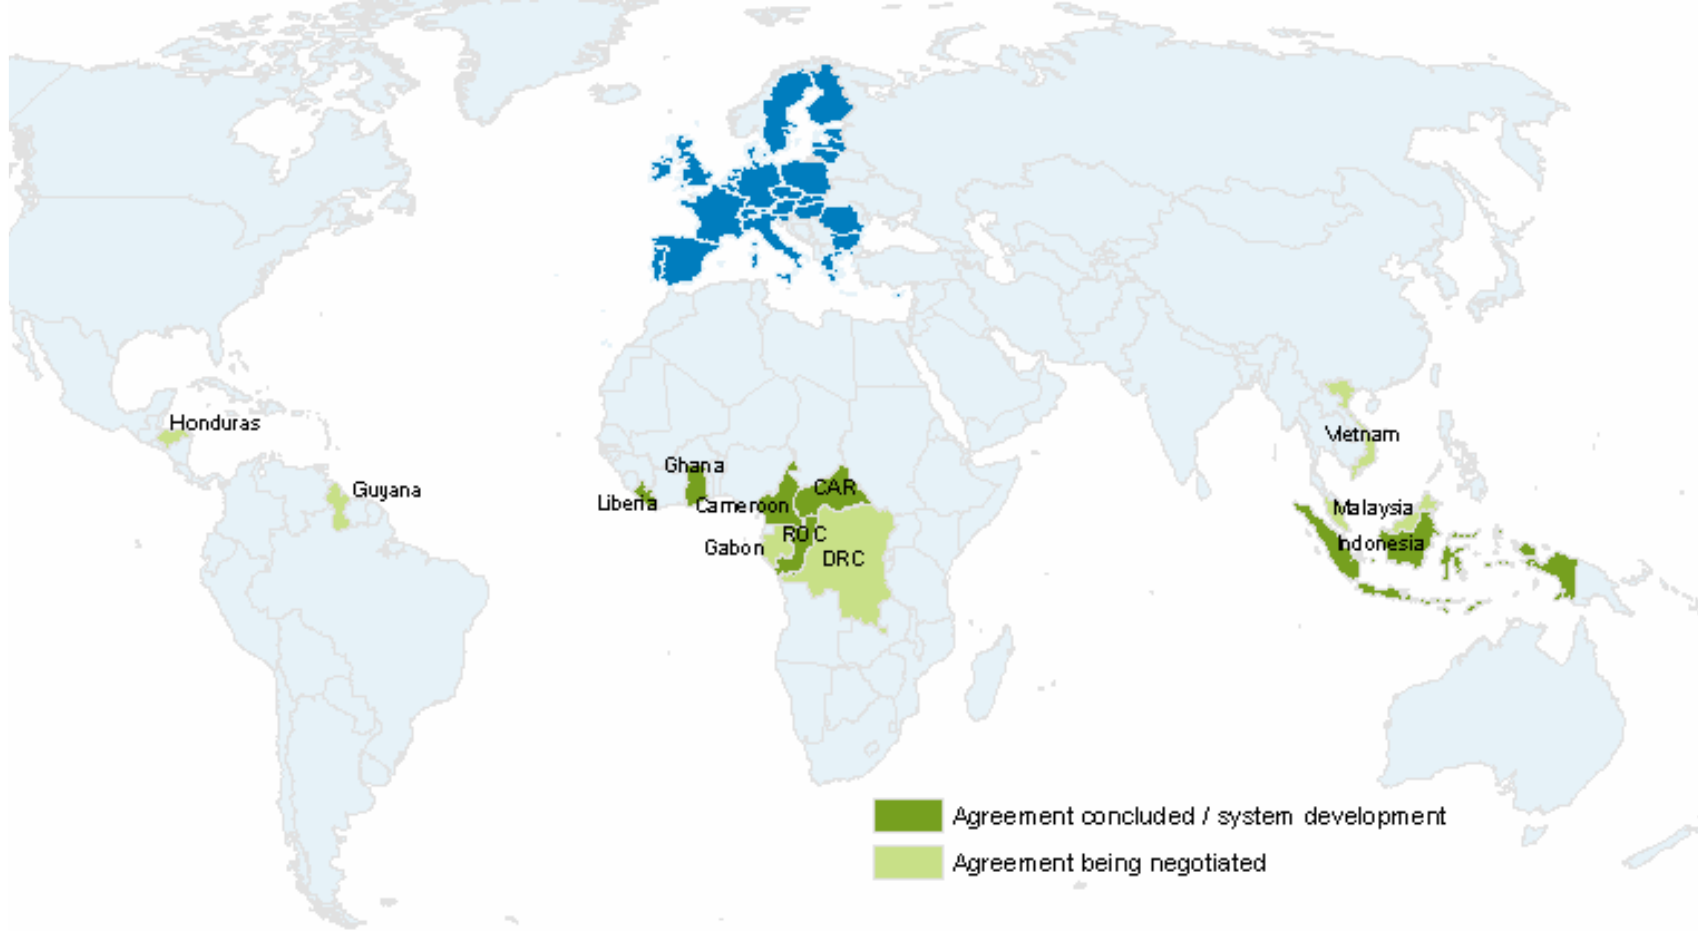 Honduras
Guyana
Ghana
Liberia
Cameroon
CAR
ROC
Gabon
DRC
Vietnam
Malaysia
Indonesia
Agreement concluded / system development
Agreement being negotiated